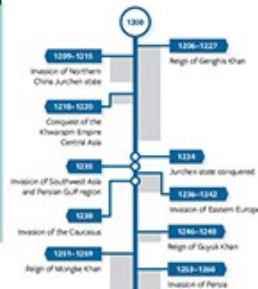 1200
1209–1215
Invasion of Northern
China Jurchen state
1206–1227
Reign of Genghis Khan
1218–1220
Conquest of the
Khwarazm Empire
Central Asia
1234
Jurchen state conquered
1235
Invasion of Southwest Asia
and Persian Gulf region
1236–1242
Invasion of Eastern Europe
1238
Invasion of the Caucasus
1246–1248
Reign of Guyuk Khan
1251–1259
Reign of Mongke Khan
1253–1260
Invasion of Persia